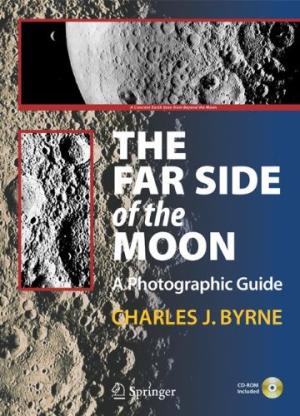 A Crescent Earth Seen from Beyond the Moon
THE
FAR SIDE
of the
MOON
A Photographic Guide
CHARLES J. BYRNE
CD-ROM
Included
Springer